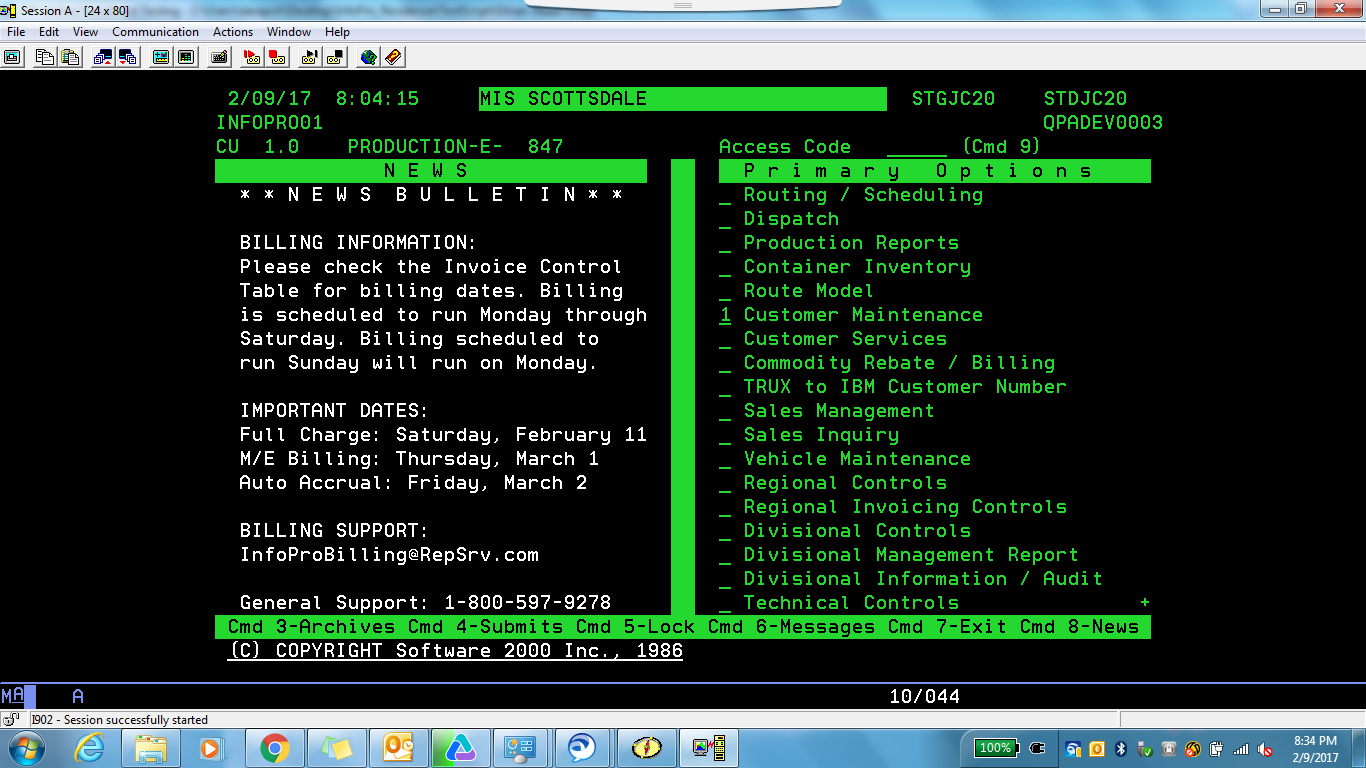 Session A - [24 x 80]
File Edit View Communication Actions Window Help
2/09/17 8:04:15 MIS SCOTTSDALE STGJC20 STDJC20
INFOPRO01 QPADEV0003
CU 1.0 PRODUCTION-E- 847 Access Code ______ (Cmd 9)
N E W S
* * N E W S B U L L E T I N * *
BILLING INFORMATION:
Please check the Invoice Control
Table for billing dates. Billing
is scheduled to run Monday through
Saturday. Billing scheduled to
run Sunday will run on Monday.
IMPORTANT DATES:
Full Charge: Saturday, February 11
M/E Billing: Thursday, March 1
Auto Accrual: Friday, March 2
BILLING SUPPORT:
InfoProBilling@RepSrv.com
General Support: 1-800-597-9278
P r i m a r y O p t i o n s
_ Routing / Scheduling
_ Dispatch
_ Production Reports
_ Container Inventory
_ Route Model
1 Customer Maintenance
_ Customer Services
_ Commodity Rebate / Billing
_ TRUX to IBM Customer Number
_ Sales Management
_ Sales Inquiry
_ Vehicle Maintenance
_ Regional Controls
_ Regional Invoicing Controls
_ Divisional Controls
_ Divisional Management Report
_ Divisional Information / Audit
_ Technical Controls +
Cmd 3-Archives Cmd 4-Submits Cmd 5-Lock Cmd 6-Messages Cmd 7-Exit Cmd 8-News
(C) COPYRIGHT Software 2000 Inc., 1986
MA A 10/044
I902 - Session successfully started
100% 8:34 PM
2/9/2017